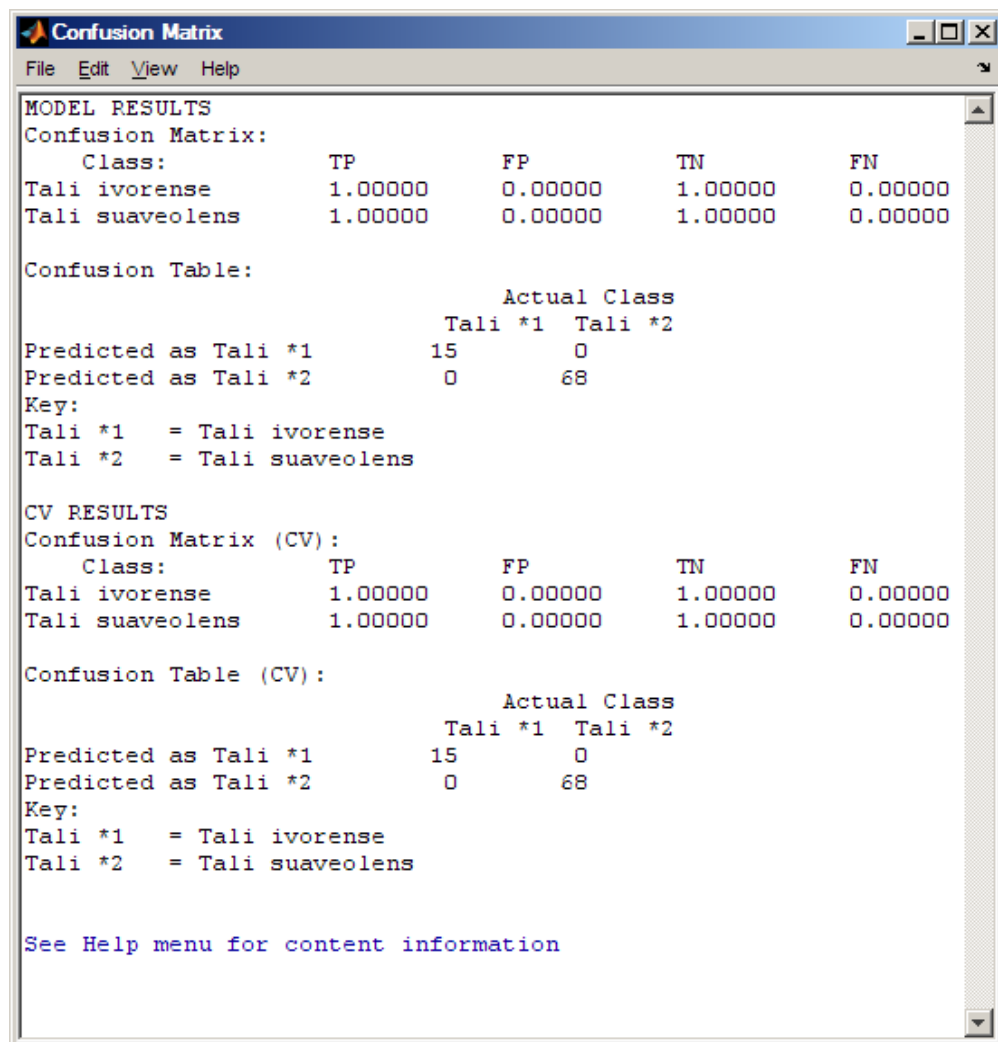 Confusion Matrix
File Edit View Help
MODEL RESULTS
Confusion Matrix:
Class: TP FP TN FN
Tali ivorense 1.00000 0.00000 1.00000 0.00000
Tali suaveolens 1.00000 0.00000 1.00000 0.00000
Confusion Table:
Actual Class
Tali *1 Tali *2
Predicted as Tali *1 15 0
Predicted as Tali *2 0 68
Key:
Tali *1 = Tali ivorense
Tali *2 = Tali suaveolens
CV RESULTS
Confusion Matrix (CV):
Class: TP FP TN FN
Tali ivorense 1.00000 0.00000 1.00000 0.00000
Tali suaveolens 1.00000 0.00000 1.00000 0.00000
Confusion Table (CV):
Actual Class
Tali *1 Tali *2
Predicted as Tali *1 15 0
Predicted as Tali *2 0 68
Key:
Tali *1 = Tali ivorense
Tali *2 = Tali suaveolens
See Help menu for content information